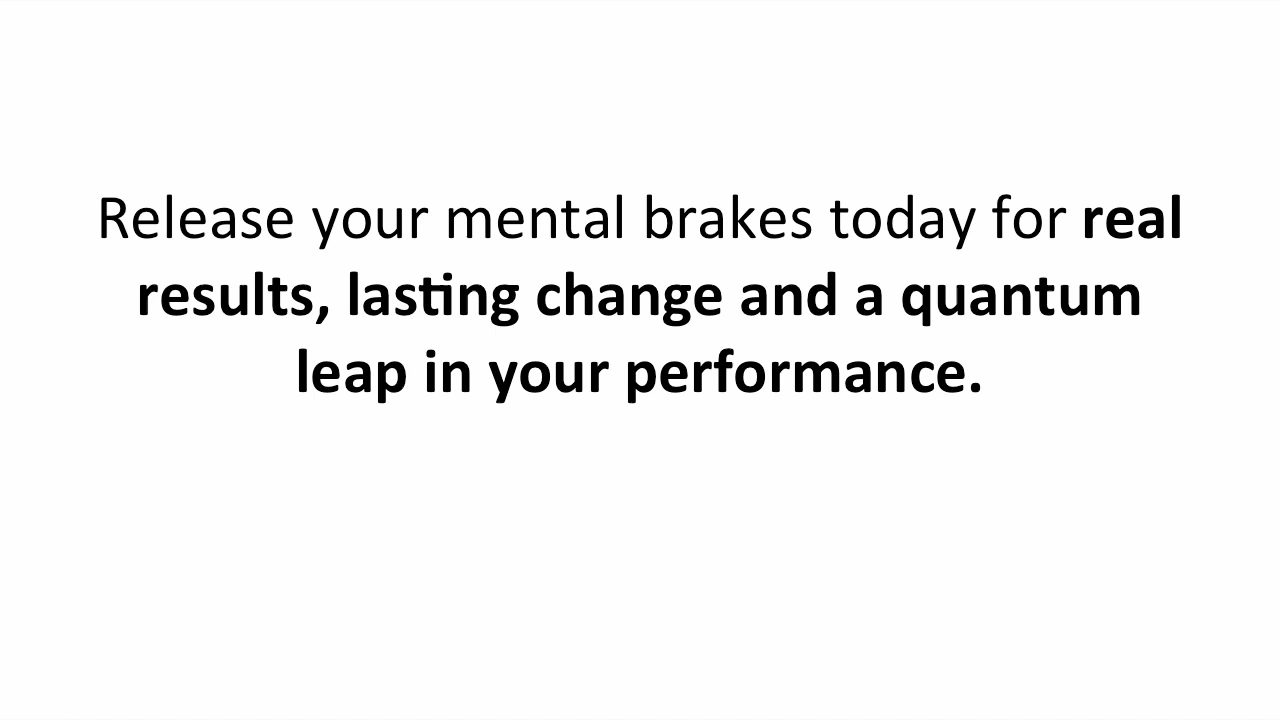 Release your mental brakes today for real
results, lasting change and a quantum
leap in your performance.